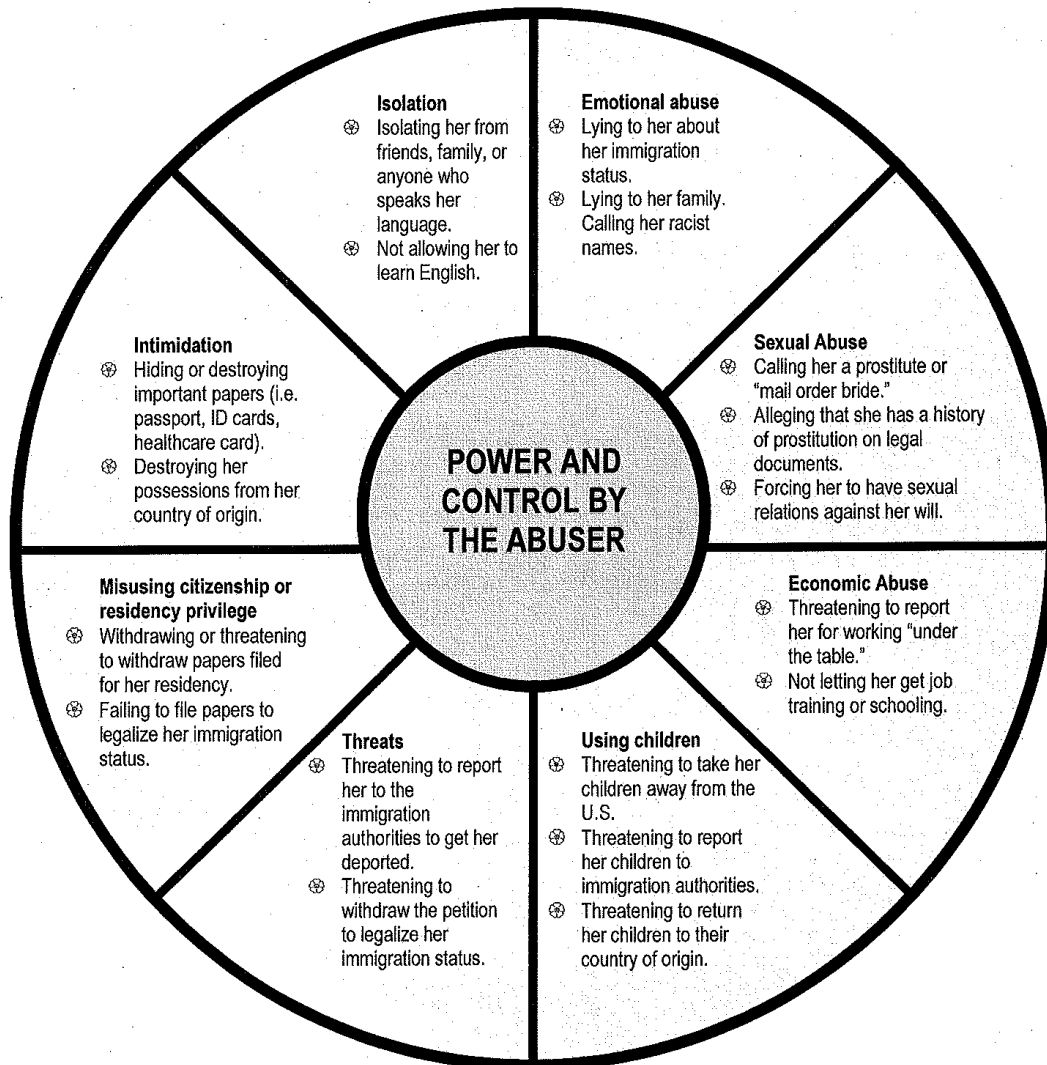 Isolation
Isolating her from
friends, family, or
anyone who
speaks her
language.
Not allowing her to
learn English.
Emotional abuse
Lying to her about
her immigration
status.
Lying to her family.
Calling her racist
names.
Sexual Abuse
Calling her a prostitute or
“mail order bride.”
Alleging that she has a history
of prostitution on legal
documents.
Forcing her to have sexual
relations against her will.
Economic Abuse
Threatening to report
her for working “under
the table.”
Not letting her get job
training or schooling.
Using children
Threatening to take her
children away from the
U.S.
Threatening to report
her children to
immigration authorities.
Threatening to return
her children to their
country of origin.
Threats
Threatening to report
her to the
immigration
authorities to get her
deported.
Threatening to
withdraw the petition
to legalize her
immigration status.
Misusing citizenship or
residency privilege
Withdrawing or threatening
to withdraw papers filed
for her residency.
Failing to file papers to
legalize her immigration
status.
Intimidation
Hiding or destroying
important papers (i.e.
passport, ID cards,
healthcare card).
Destroying her
possessions from her
country of origin.
POWER AND
CONTROL BY
THE ABUSER